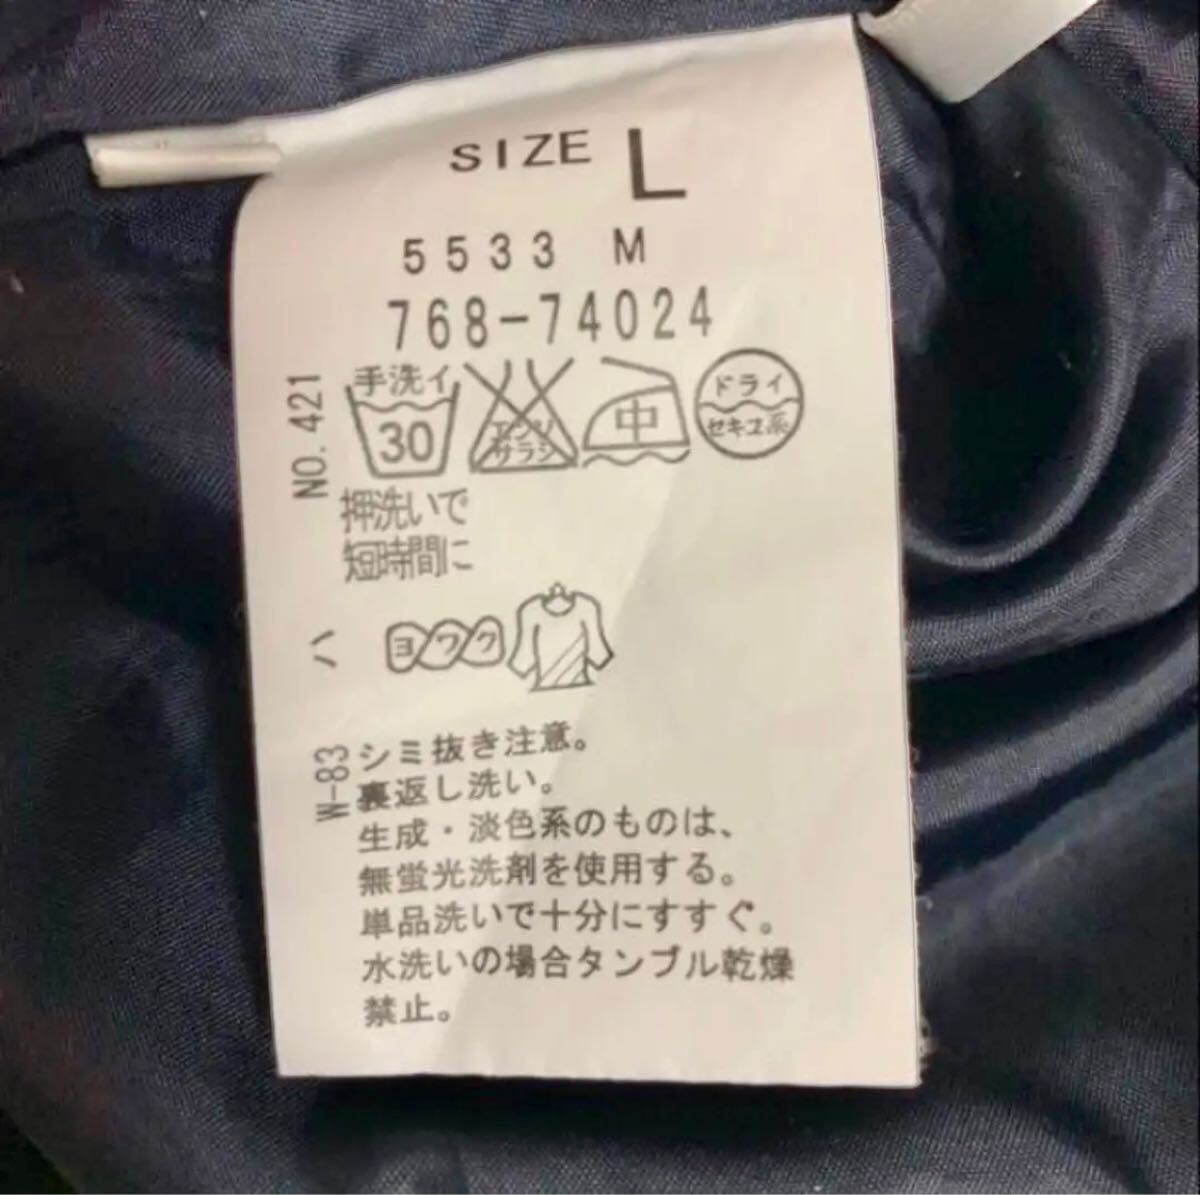 SIZE L
5533 M
768-74024
NO. 421
手洗イ
30
エンソ
サラシ
中
ドライ
セキユ系
押洗いで
短時間に
ハ
ヨワク
W-83
シミ抜き注意。
裏返し洗い。
生成・淡色系のものは、
無蛍光洗剤を使用する。
単品洗いで十分にすすぐ。
水洗いの場合タンブル乾燥
禁止。